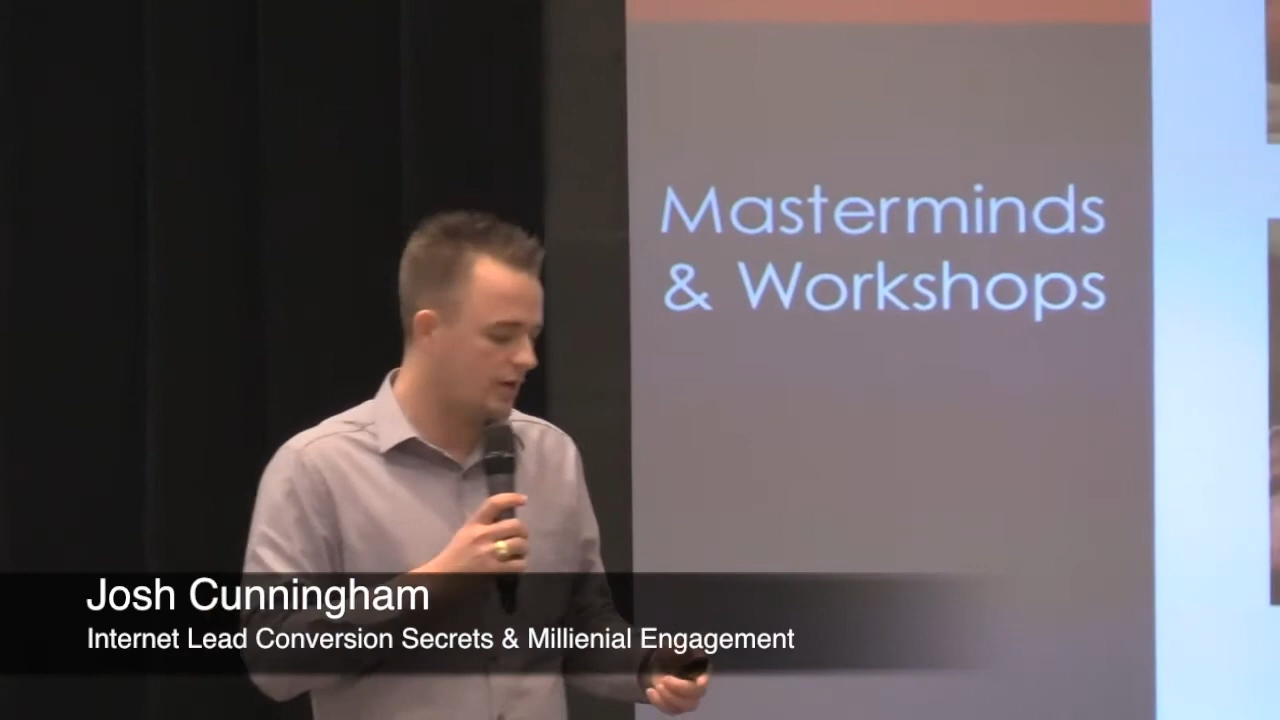 Masterminds
& Workshops
Josh Cunningham
Internet Lead Conversion Secrets & Millienial Engagement